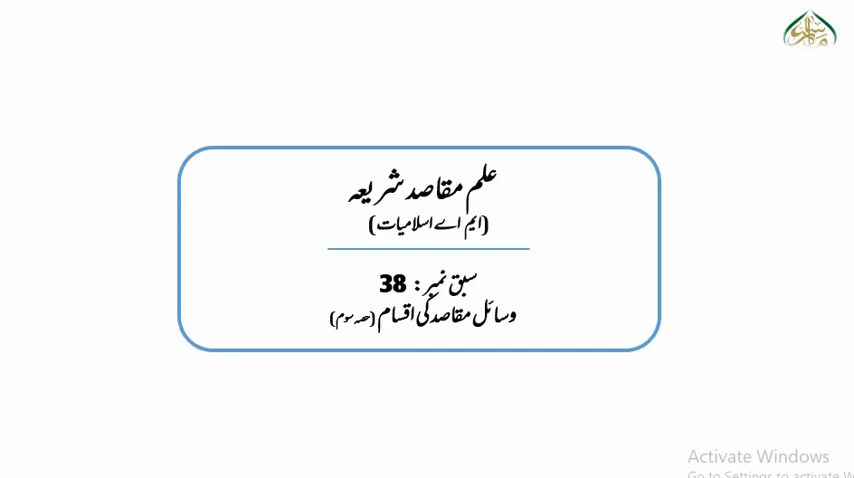 علم مقاصد شریعہ
(ایم اے اسلامیات)
سبق نمبر : 38
وسائل مقاصد کی اقسام (حصہ سوم)
Activate Windows
Go to Settings to activate W